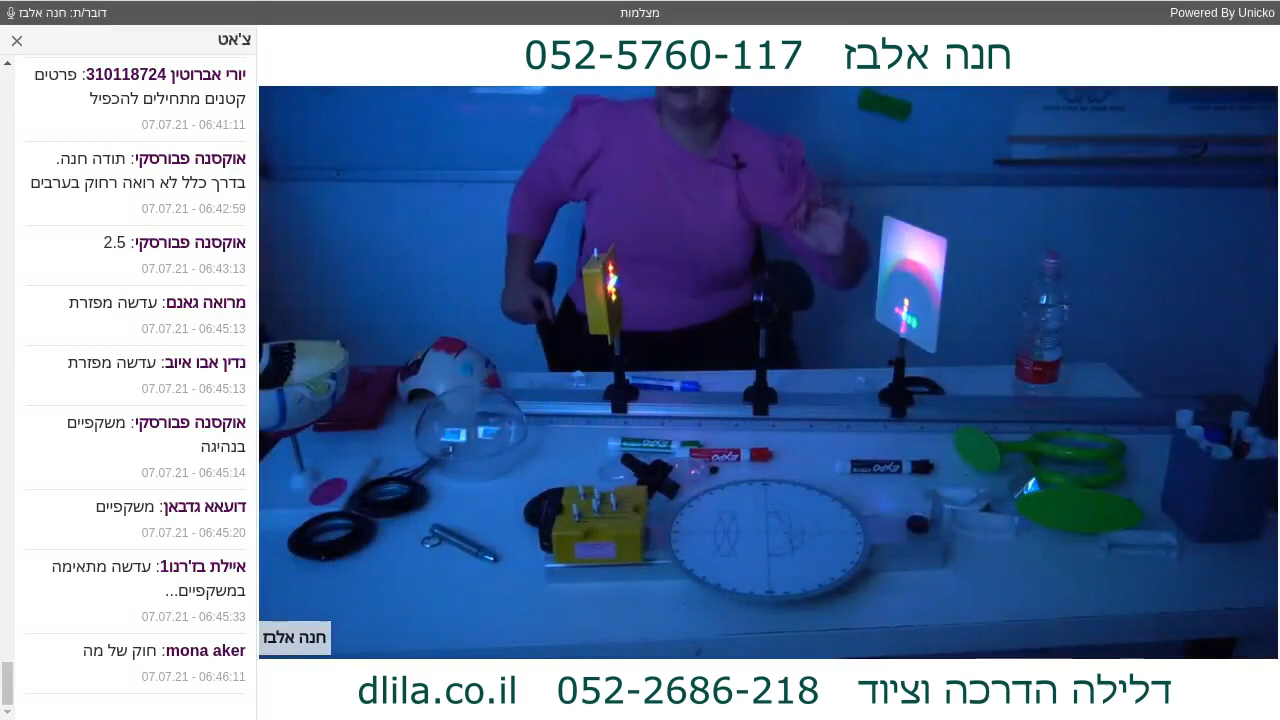 דובר/ת: חנה אלבז
מצלמות
Powered By Unicko
צ'אט
יורי אברוטין 310118724: פרטים
קטנים מתחילים להכפיל
07.07.21 - 06:41:11
אוקסנה פבורסקי: תודה חנה.
בדרך כלל לא רואה רחוק בערבים
07.07.21 - 06:42:59
אוקסנה פבורסקי: 2.5
07.07.21 - 06:43:13
מרואה גאנם: עדשה מפזרת
07.07.21 - 06:45:13
נדין אבו איוב: עדשה מפזרת
07.07.21 - 06:45:13
אוקסנה פבורסקי: משקפיים
בנהיגה
07.07.21 - 06:45:14
דועאא גדבאן: משקפיים
07.07.21 - 06:45:20
איילת בז'רנו1: עדשה מתאימה
במשקפיים...
07.07.21 - 06:45:33
mona aker: חוק של מה
07.07.21 - 06:46:11
חנה אלבז 052-5760-117
EXPO
EXPO
EXPO
חנה אלבז
דלילה הדרכה וציוד 052-2686-218 dlila.co.il